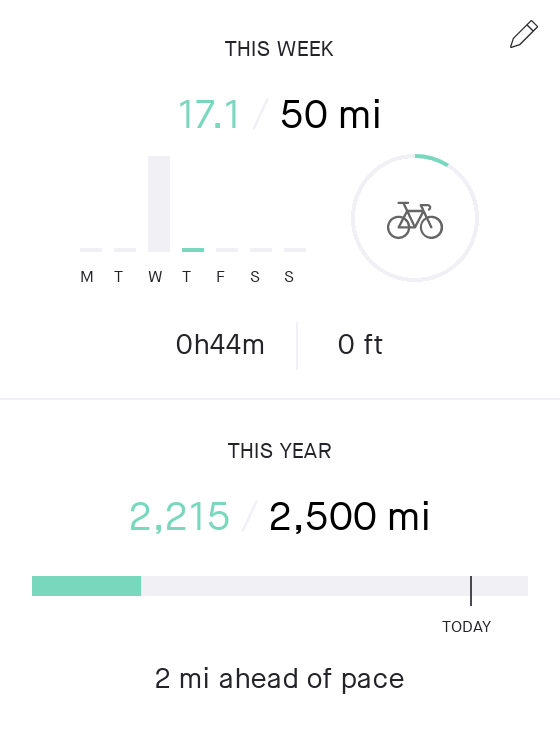 THIS WEEK
17.1 / 50 mi
M T W T F S S
0h44m 0 ft
THIS YEAR
2,215 / 2,500 mi
TODAY
2 mi ahead of pace